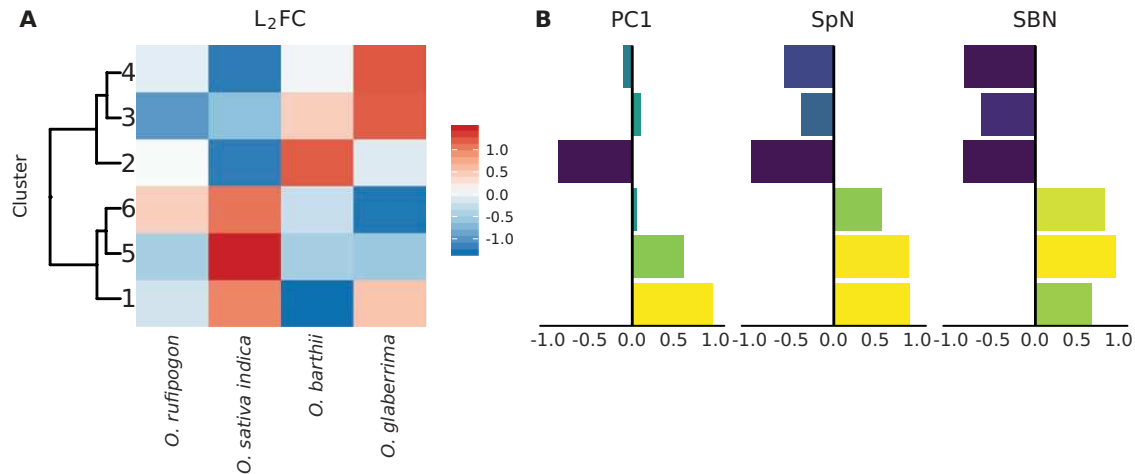 A
L₂FC
B
PC1
SpN
SBN
Cluster
4
3
2
6
5
1
1.0
0.5
0.0
-0.5
-1.0
O. rufipogon
O. sativa indica
O. barthii
O. glaberrima
-1.0 -0.5 0.0 0.5 1.0
-1.0 -0.5 0.0 0.5 1.0
-1.0 -0.5 0.0 0.5 1.0